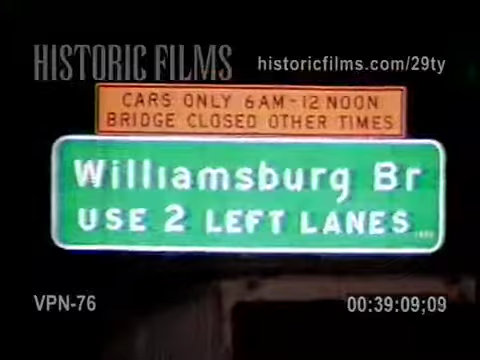 HISTORIC FILMS
historicfilms.com/29ty
CARS ONLY 6AM-12 NOON
BRIDGE CLOSED OTHER TIMES
Williamsburg Br
USE 2 LEFT LANES
VPN-76
00:39:09;09